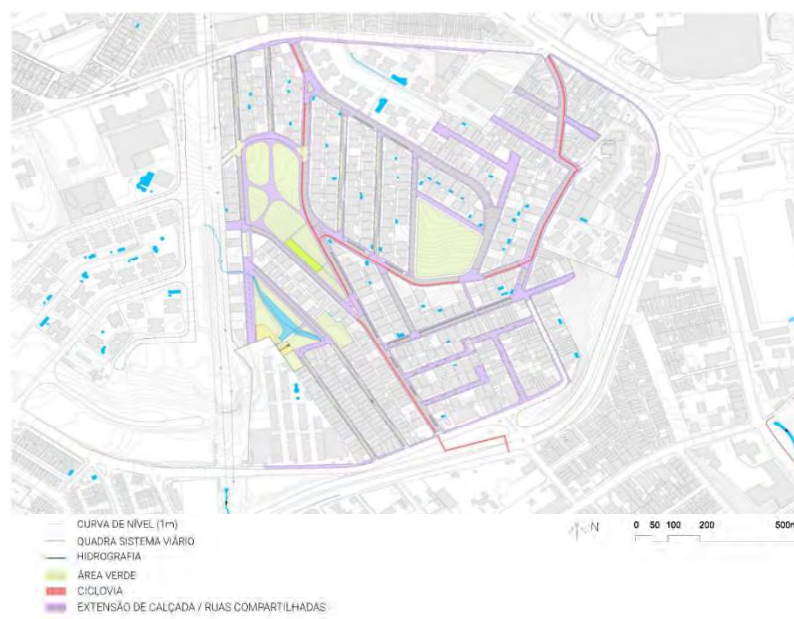 CURVA DE NÍVEL (1m)
QUADRA SISTEMA VIÁRIO
HIDROGRAFIA
ÁREA VERDE
CICLOVIA
EXTENSÃO DE CALÇADA / RUAS COMPARTILHADAS
N
0 50 100 200 500m